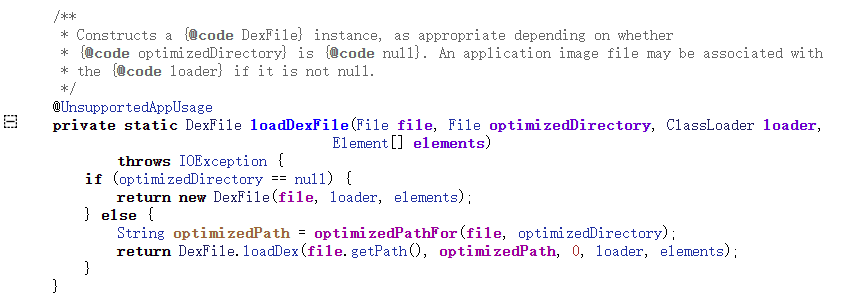 /**
 * Constructs a {@code DexFile} instance, as appropriate depending on whether
 * {@code optimizedDirectory} is {@code null}. An application image file may be associated with
 * the {@code loader} if it is not null.
 */
@UnsupportedAppUsage
private static DexFile loadDexFile(File file, File optimizedDirectory, ClassLoader loader,
                                   Element[] elements)
        throws IOException {
    if (optimizedDirectory == null) {
        return new DexFile(file, loader, elements);
    } else {
        String optimizedPath = optimizedPathFor(file, optimizedDirectory);
        return DexFile.loadDex(file.getPath(), optimizedPath, 0, loader, elements);
    }
}